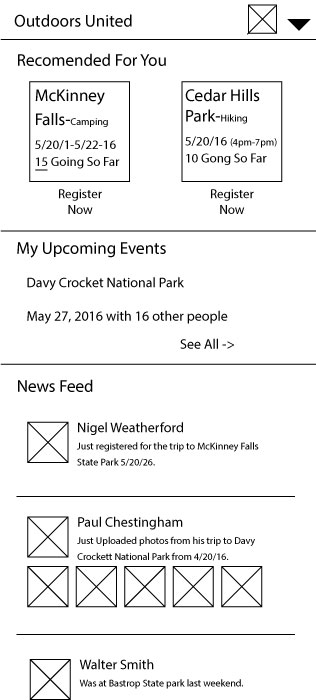 Outdoors United
Recomended For You
McKinney
Falls-Camping
5/20/1-5/22-16
15 Going So Far
Register
Now
Cedar Hills
Park-Hiking
5/20/16 (4pm-7pm)
10 Gong So Far
Register
Now
My Upcoming Events
Davy Crocket National Park
May 27, 2016 with 16 other people
See All ->
News Feed
Nigel Weatherford
Just registered for the trip to McKinney Falls
State Park 5/20/26.
Paul Chestingham
Just Uploaded photos from his trip to Davy
Crockett National Park from 4/20/16.
Walter Smith
Was at Bastrop State park last weekend.